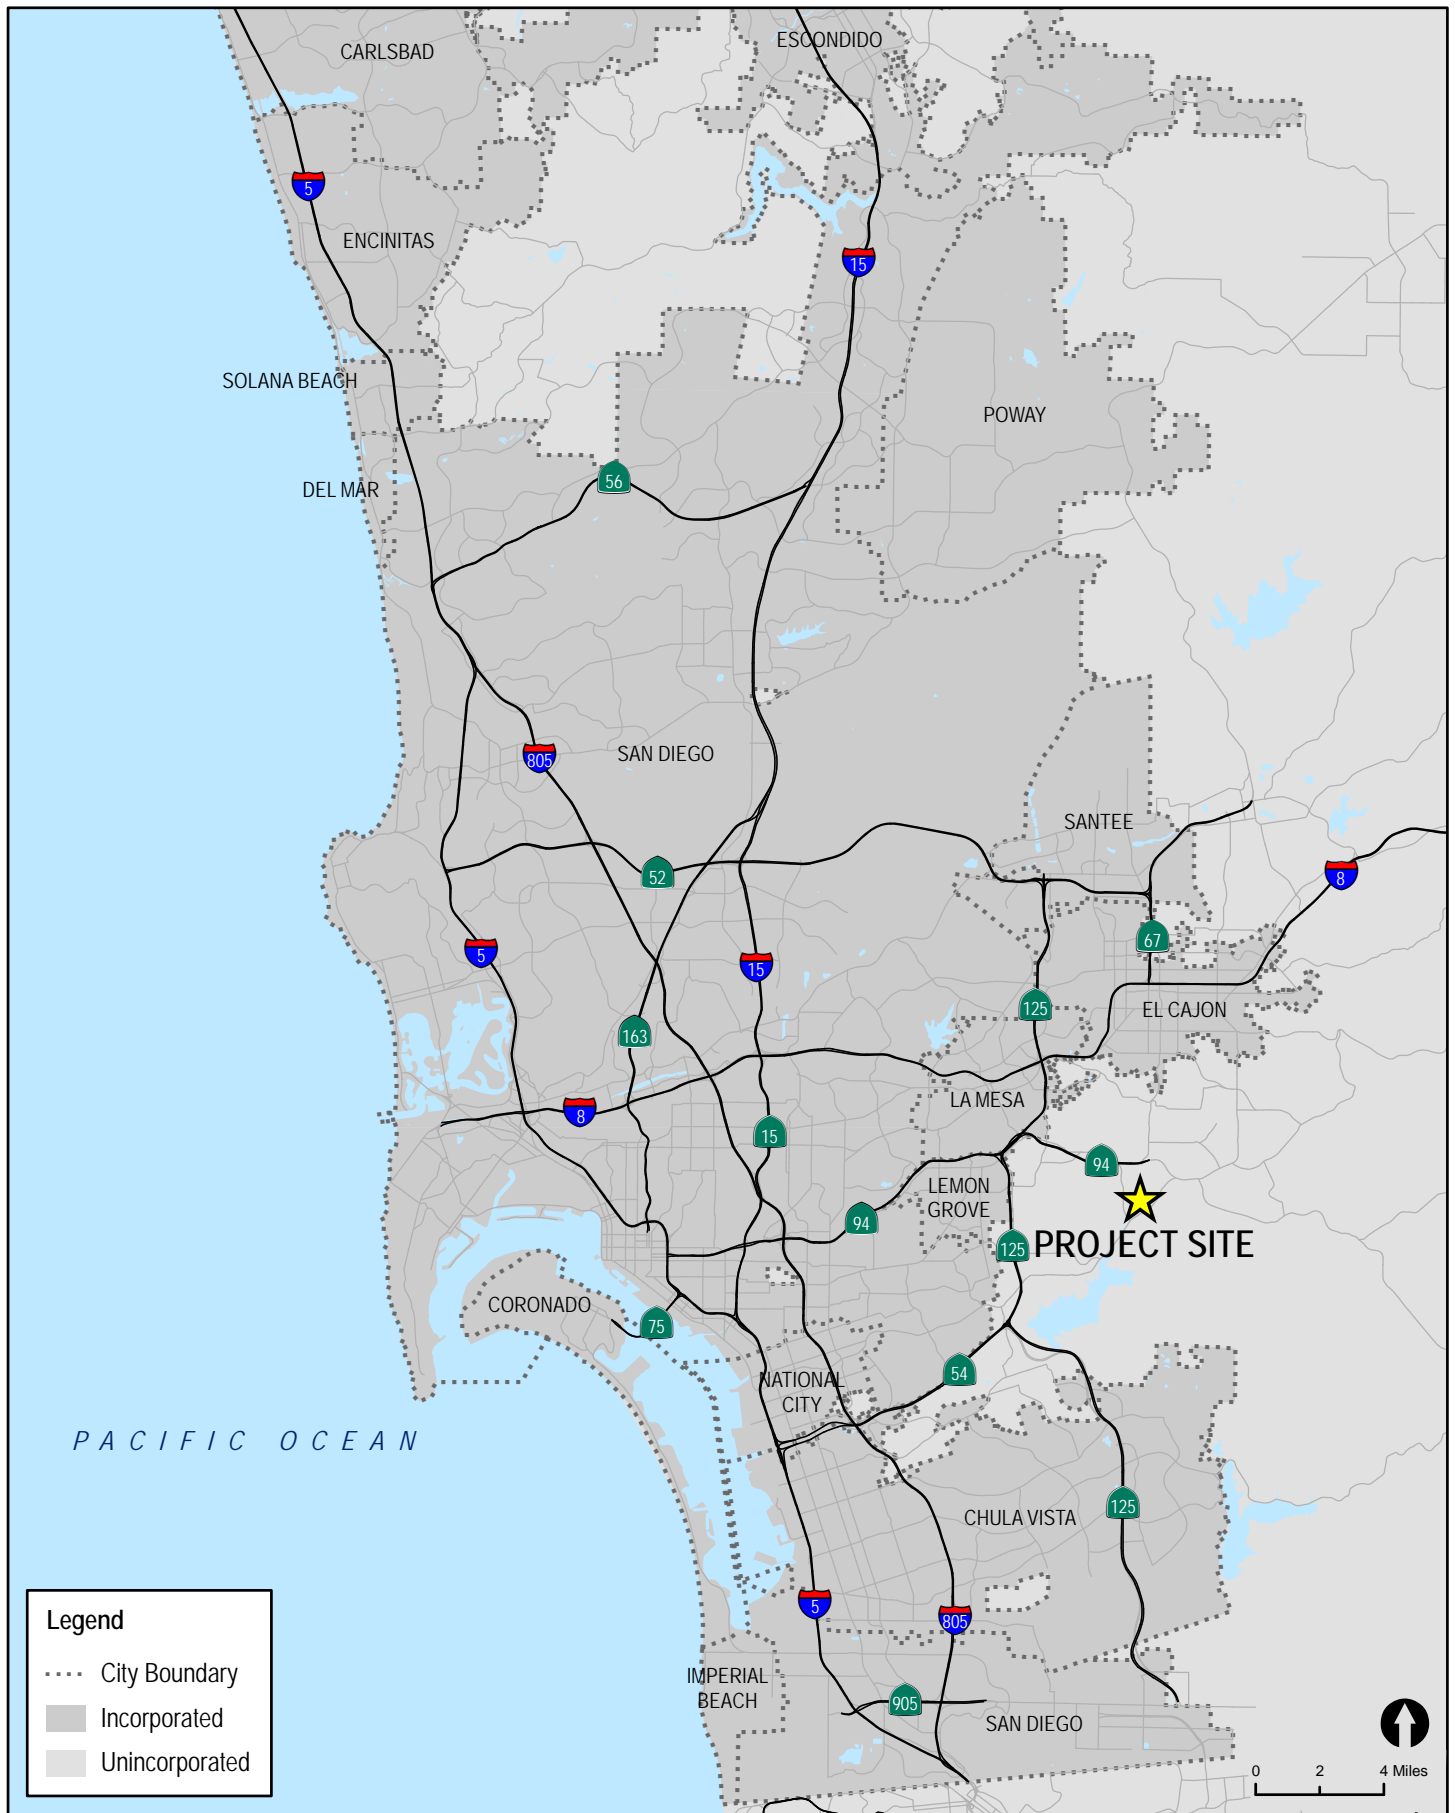 CARLSBAD
ESCONDIDO
5
ENCINITAS
15
SOLANA BEACH
POWAY
56
DEL MAR
805
SAN DIEGO
SANTEE
52
8
5
15
67
125
EL CAJON
163
8
LA MESA
15
94
LEMON
GROVE
94
125
PROJECT SITE
CORONADO
75
54
NATIONAL
CITY
PACIFIC OCEAN
125
CHULA VISTA
5
805
IMPERIAL
BEACH
905
SAN DIEGO
Legend
City Boundary
Incorporated
Unincorporated
0 2 4 Miles